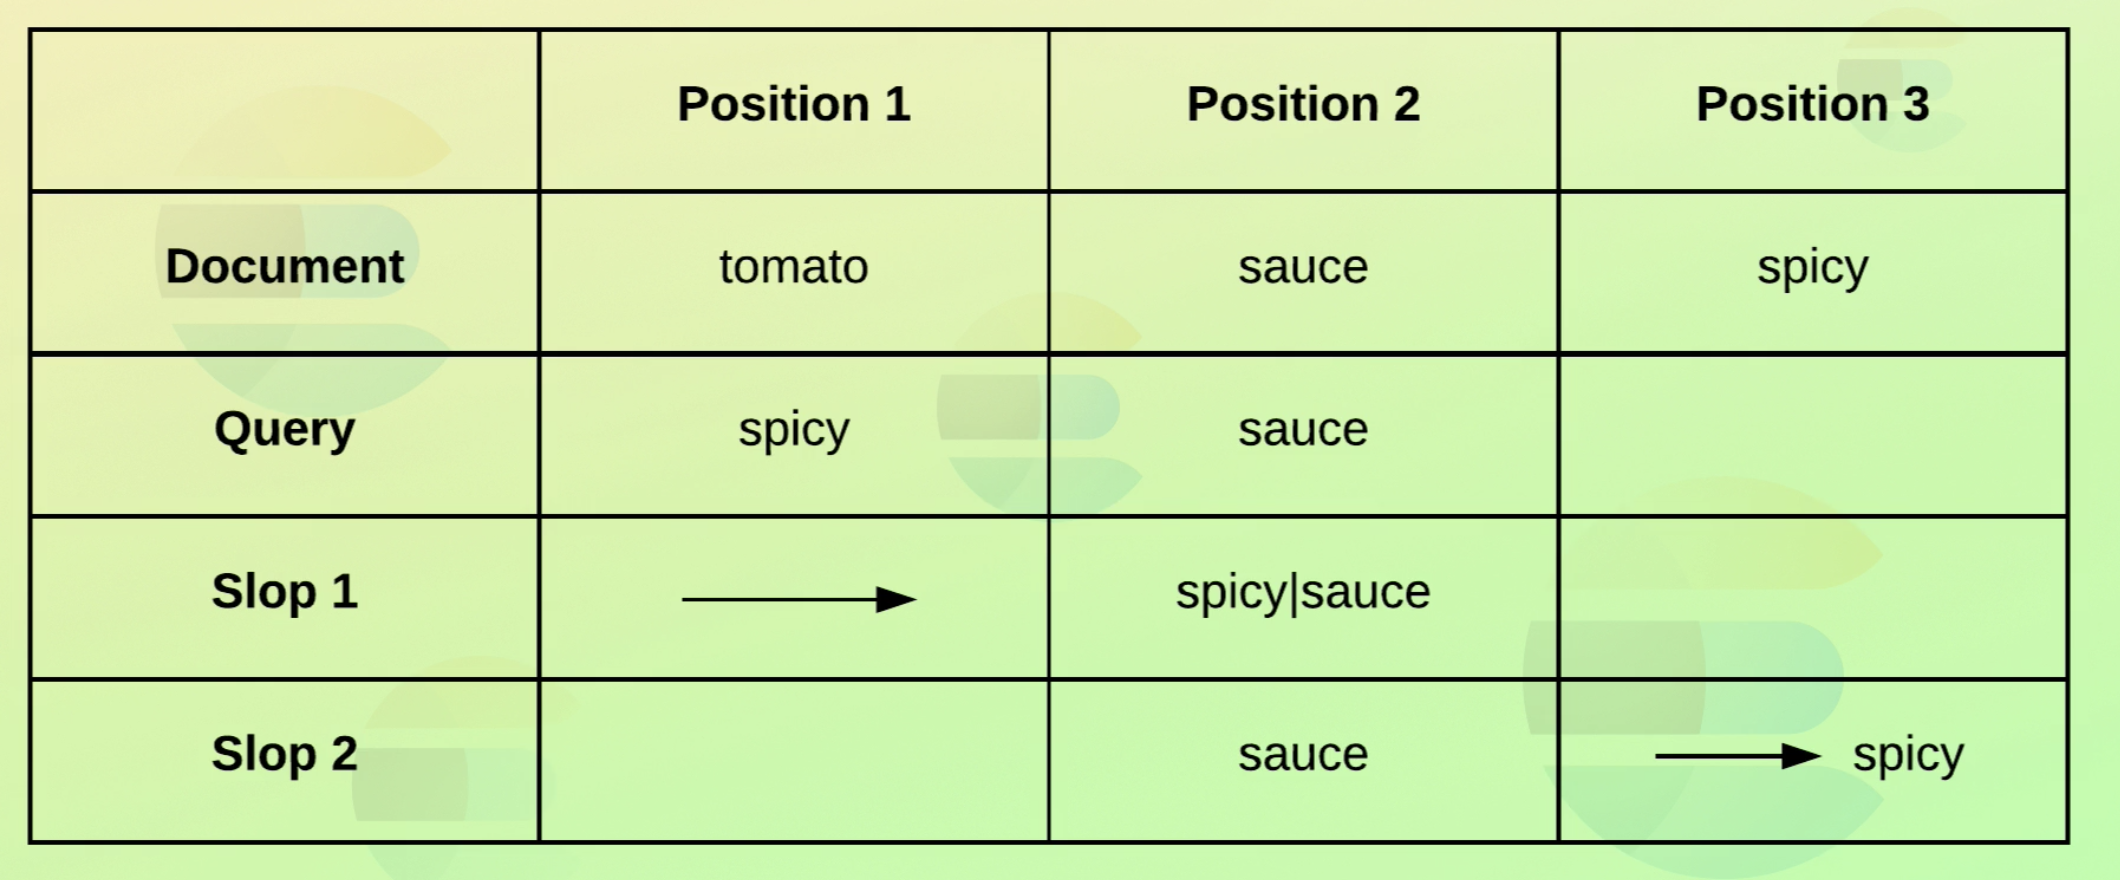 Position 1 Position 2 Position 3
Document tomato sauce spicy
Query spicy sauce
Slop 1 spicy|sauce
Slop 2 sauce spicy